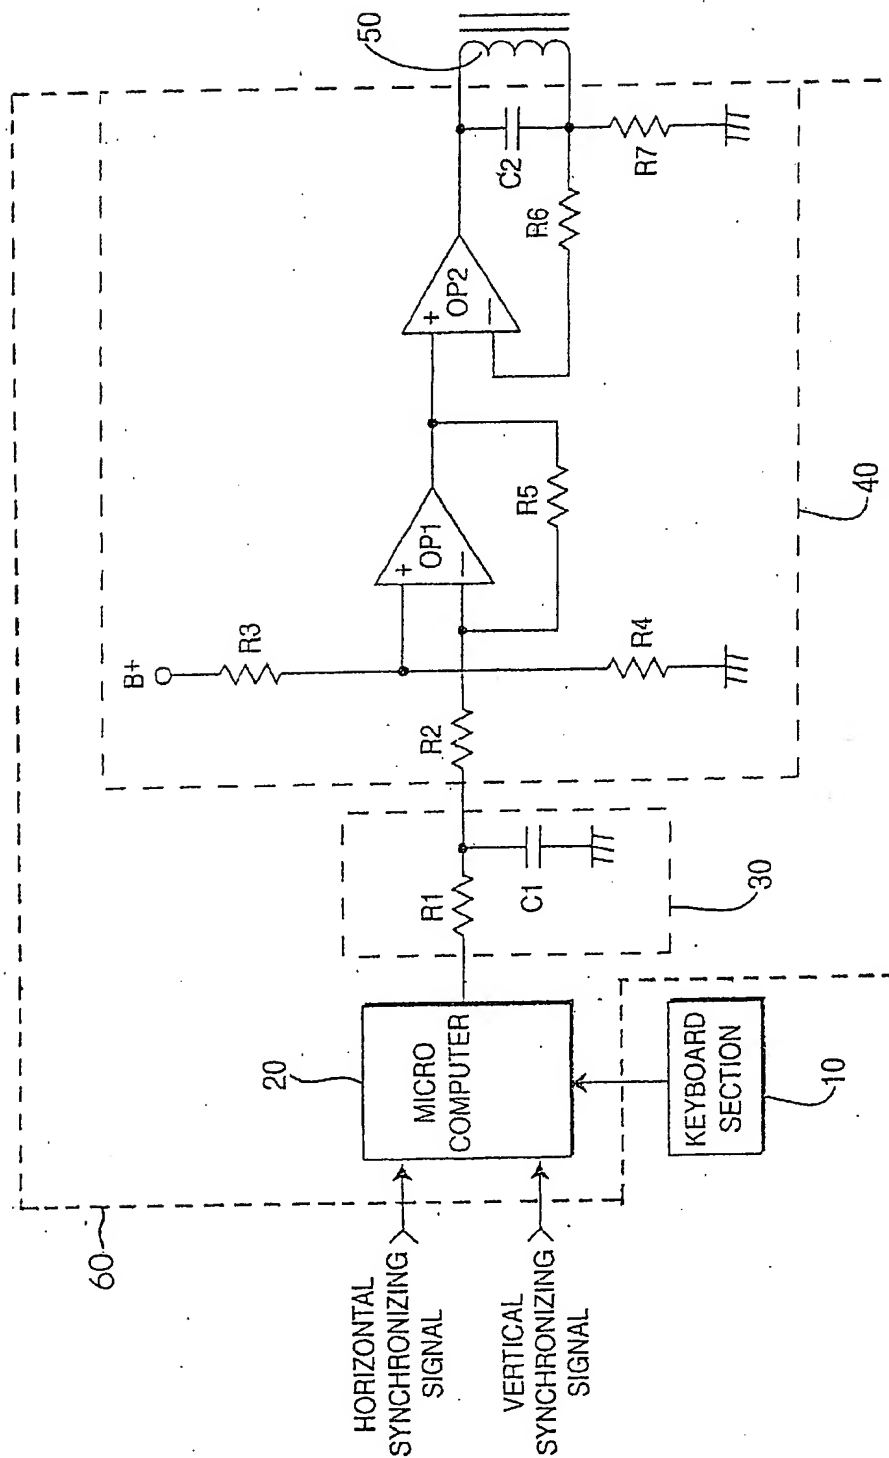 60
HORIZONTAL
SYNCHRONIZING
SIGNAL
VERTICAL
SYNCHRONIZING
SIGNAL
20
MICRO
COMPUTER
KEYBOARD
SECTION
10
R1
C1
30
R2
B+
R3
R4
+
OP1
−
R5
+
OP2
−
R6
C2
R7
50
40